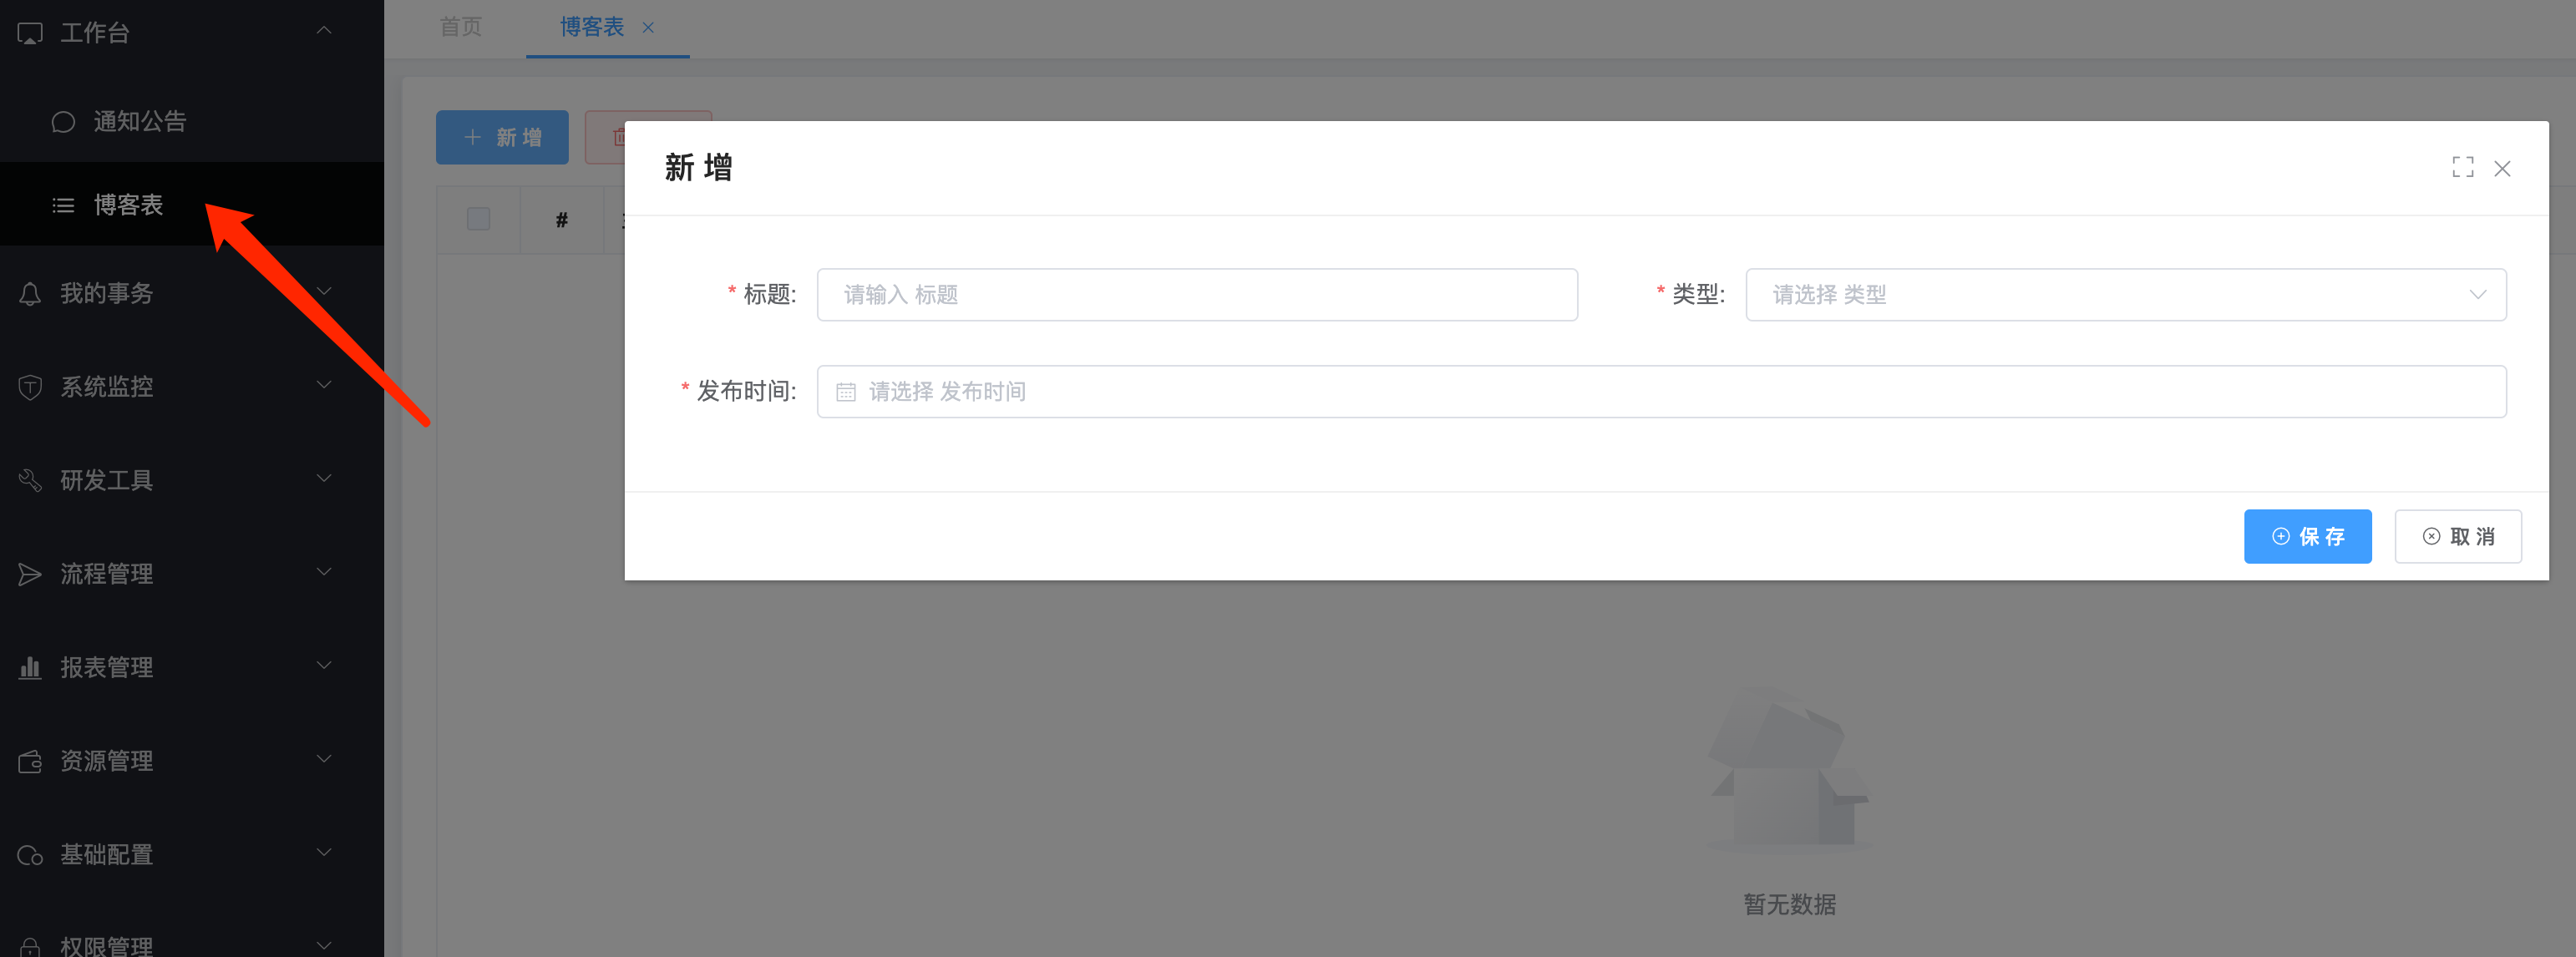 工作台
通知公告
博客表
我的事务
系统监控
研发工具
流程管理
报表管理
资源管理
基础配置
权限管理
首页
博客表
新 增
#
新 增
* 标题:
请输入 标题
* 类型:
请选择 类型
* 发布时间:
请选择 发布时间
保 存
取 消
暂无数据